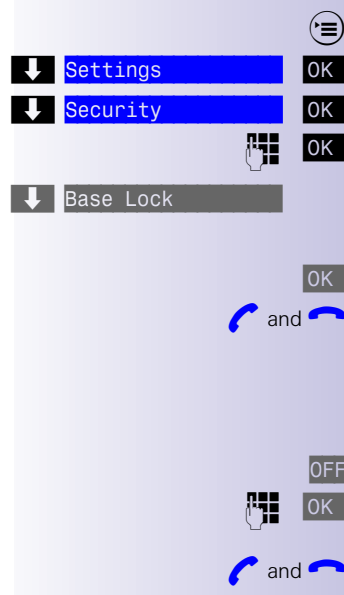 Settings OK
Security OK
OK
Base Lock
OK
and
OFF
OK
and